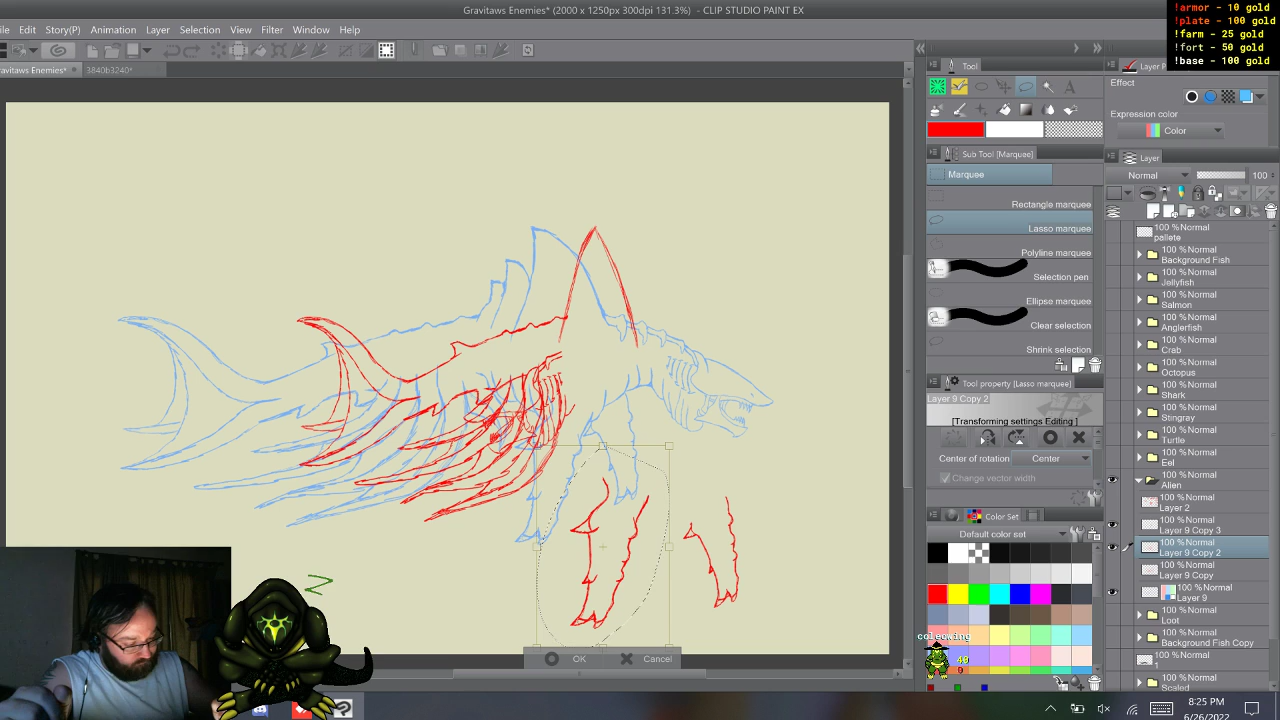 Gravitaws Enemies* (2000 x 1250px 300dpi 131.3%) - CLIP STUDIO PAINT EX
!armor - 10 gold
!plate - 100 gold
!farm - 25 gold
!fort - 50 gold
!base - 100 gold
ile Edit Story(P) Animation Layer Selection View Filter Window Help
awtaws Enemies* 3840b3240*
Tool
Layer P
Effect
Expression color
Color
Sub Tool [Marquee]
Layer
Marquee
Normal 100
Rectangle marquee
Lasso marquee
Polyline marquee
Selection pen
Ellipse marquee
Clear selection
Shrink selection
Tool property [Lasso marquee]
Layer 9 Copy 2
[Transforming settings Editing ]
Center of rotation Center
Change vector width
Color Set
Default color set
100 %Normal
pallete
100 %Normal
Background Fish
100 %Normal
Jellyfish
100 %Normal
Salmon
100 %Normal
Anglerfish
100 %Normal
Crab
100 %Normal
Octopus
100 %Normal
Shark
100 %Normal
Stingray
100 %Normal
Turtle
100 %Normal
Eel
100 %Normal
Alien
100 %Normal
Layer 2
100 %Normal
Layer 9 Copy 3
100 %Normal
Layer 9 Copy 2
100 %Normal
Layer 9 Copy
100 %Normal
Layer 9
100 %Normal
Loot
100 %Normal
Background Fish Copy
100 %Normal
1
100 %Normal
Scaled
OK Cancel
coleowing
40
0
8:25 PM
6/26/2022